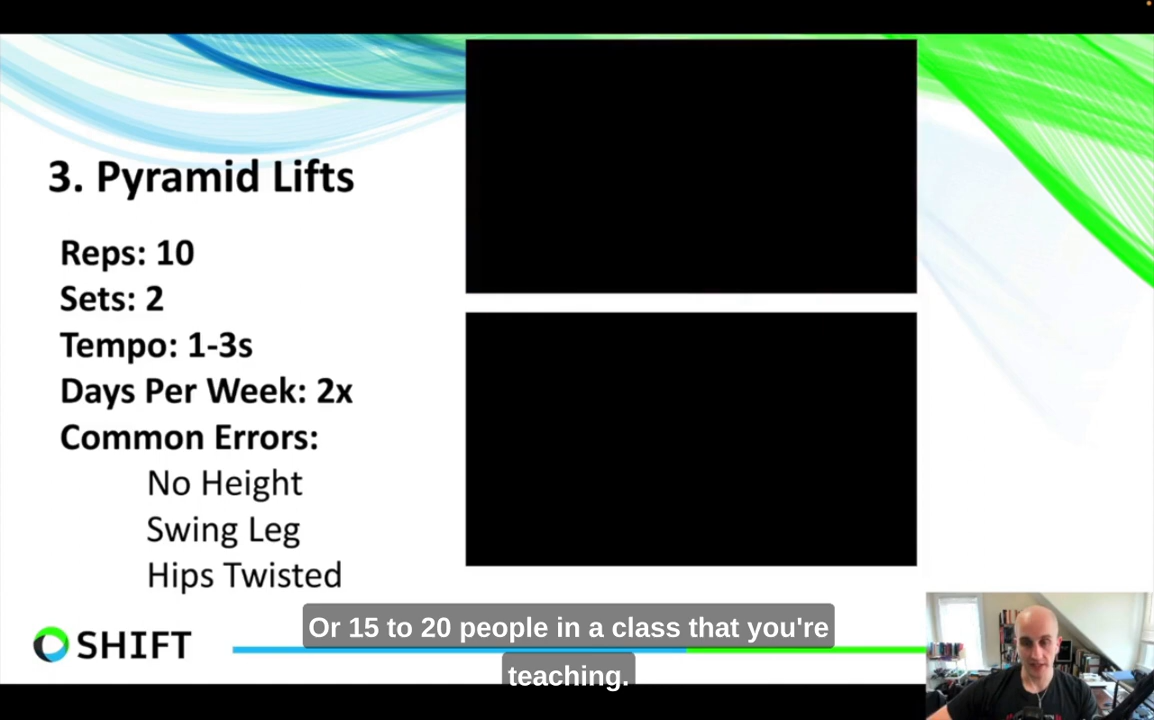 3. Pyramid Lifts
Reps: 10
Sets: 2
Tempo: 1-3s
Days Per Week: 2x
Common Errors:
No Height
Swing Leg
Hips Twisted
SHIFT
Or 15 to 20 people in a class that you're
teaching.